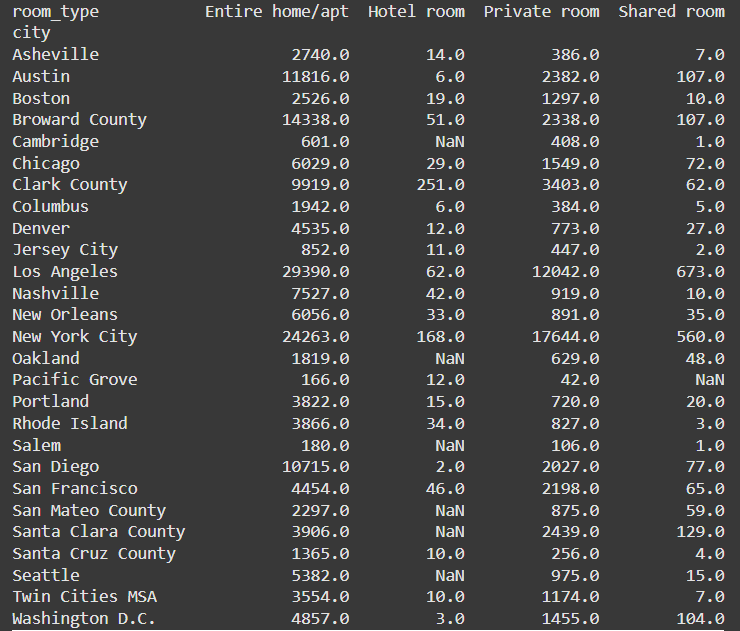 room_type Entire home/apt Hotel room Private room Shared room
city
Asheville 2740.0 14.0 386.0 7.0
Austin 11816.0 6.0 2382.0 107.0
Boston 2526.0 19.0 1297.0 10.0
Broward County 14338.0 51.0 2338.0 107.0
Cambridge 601.0 NaN 408.0 1.0
Chicago 6029.0 29.0 1549.0 72.0
Clark County 9919.0 251.0 3403.0 62.0
Columbus 1942.0 6.0 384.0 5.0
Denver 4535.0 12.0 773.0 27.0
Jersey City 852.0 11.0 447.0 2.0
Los Angeles 29390.0 62.0 12042.0 673.0
Nashville 7527.0 42.0 919.0 10.0
New Orleans 6056.0 33.0 891.0 35.0
New York City 24263.0 168.0 17644.0 560.0
Oakland 1819.0 NaN 629.0 48.0
Pacific Grove 166.0 12.0 42.0 NaN
Portland 3822.0 15.0 720.0 20.0
Rhode Island 3866.0 34.0 827.0 3.0
Salem 180.0 NaN 106.0 1.0
San Diego 10715.0 2.0 2027.0 77.0
San Francisco 4454.0 46.0 2198.0 65.0
San Mateo County 2297.0 NaN 875.0 59.0
Santa Clara County 3906.0 NaN 2439.0 129.0
Santa Cruz County 1365.0 10.0 256.0 4.0
Seattle 5382.0 NaN 975.0 15.0
Twin Cities MSA 3554.0 10.0 1174.0 7.0
Washington D.C. 4857.0 3.0 1455.0 104.0